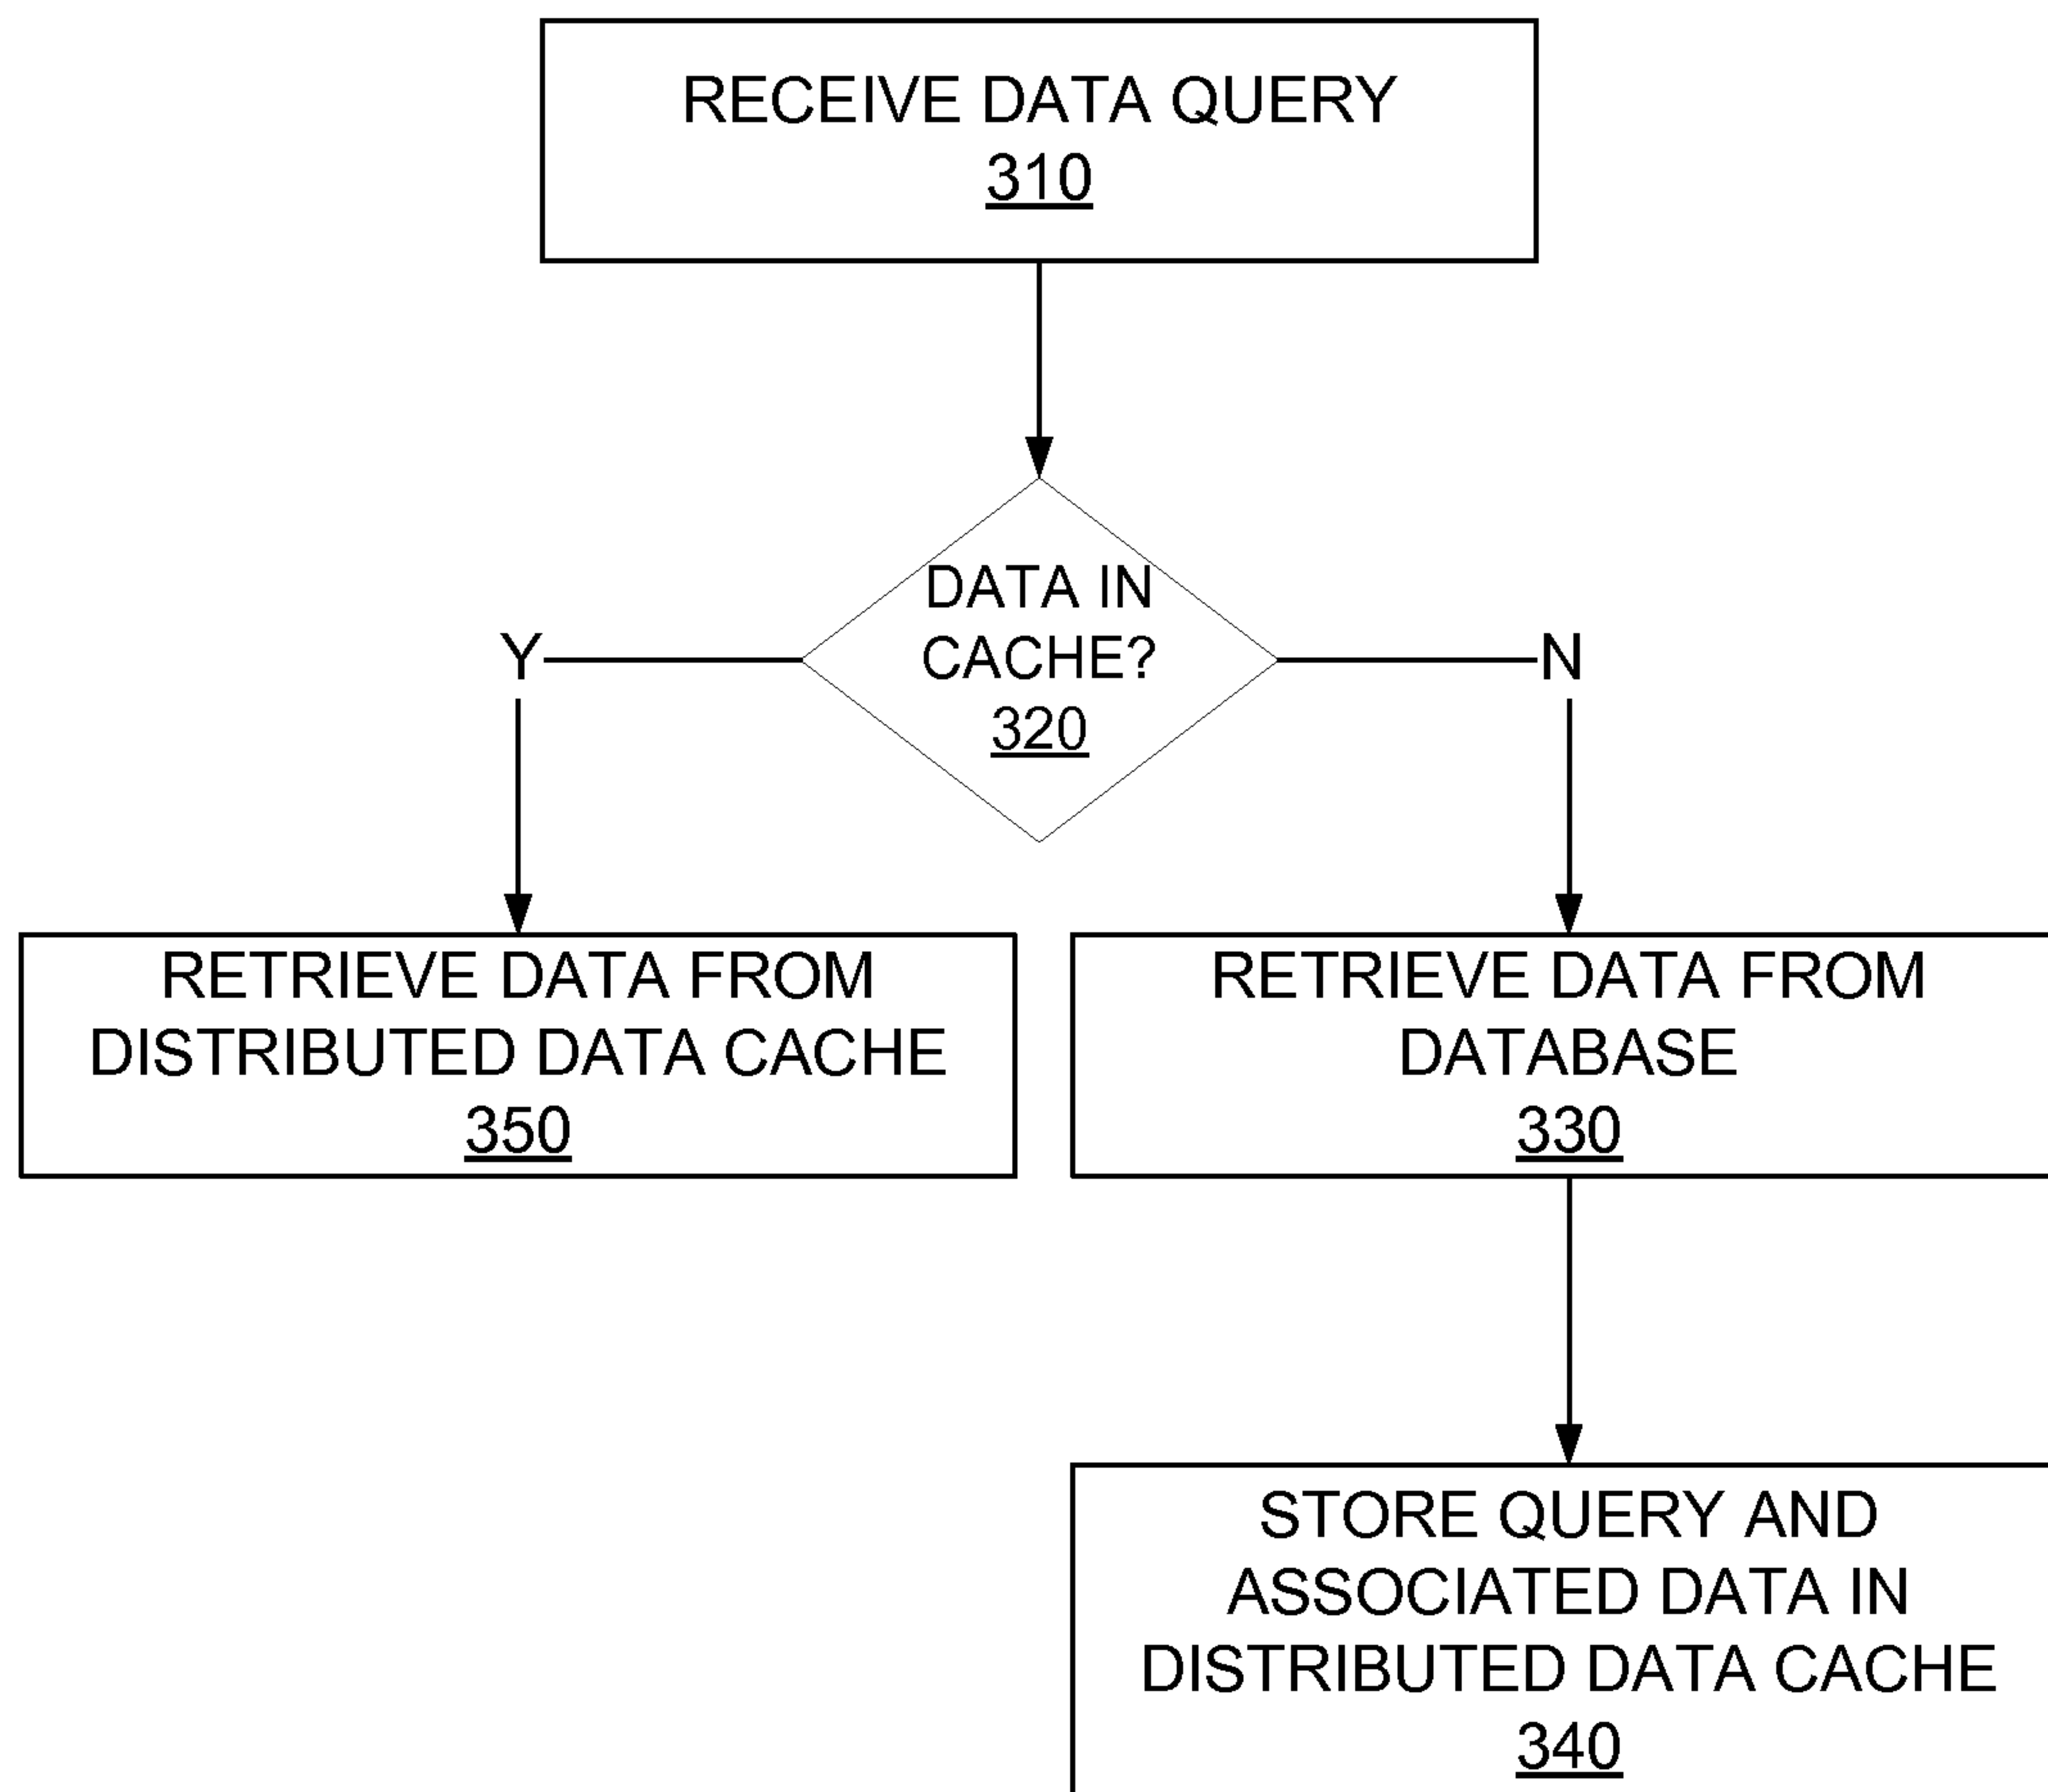 RECEIVE DATA QUERY
310
DATA IN
CACHE?
320
Y
N
RETRIEVE DATA FROM
DISTRIBUTED DATA CACHE
350
RETRIEVE DATA FROM
DATABASE
330
STORE QUERY AND
ASSOCIATED DATA IN
DISTRIBUTED DATA CACHE
340